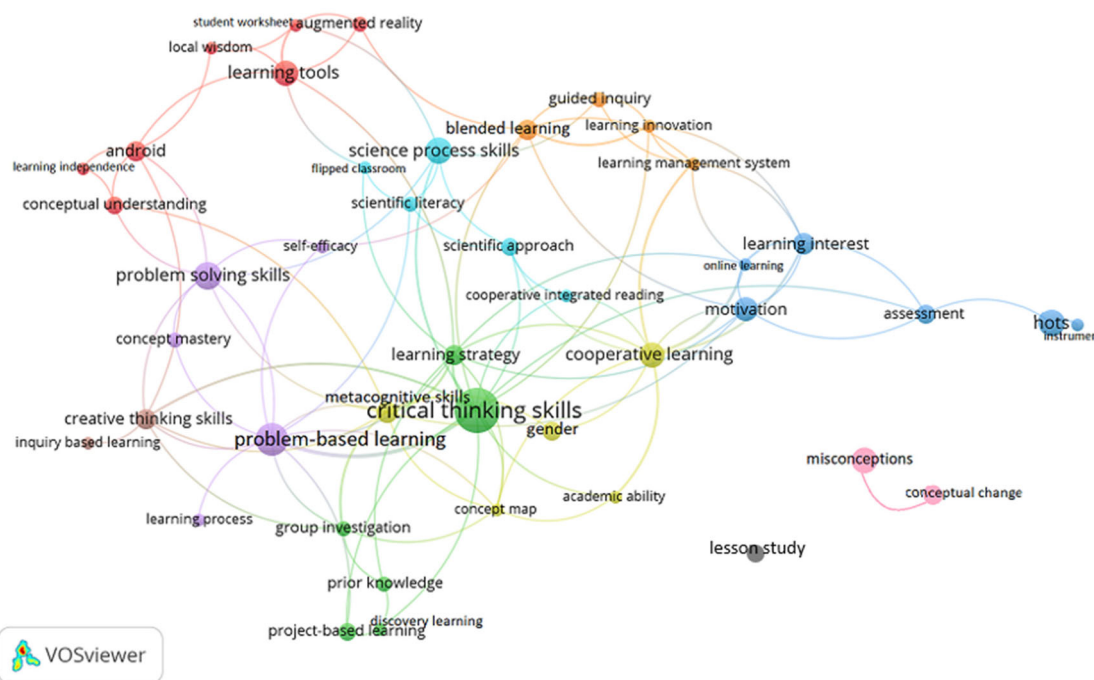 student worksheet
augmented reality
local wisdom
learning tools
guided inquiry
blended learning
learning innovation
android
science process skills
learning management system
learning independence
flipped classroom
conceptual understanding
scientific literacy
self-efficacy
scientific approach
learning interest
online learning
problem solving skills
cooperative integrated reading
motivation
assessment
hots
instrumen
concept mastery
learning strategy
cooperative learning
metacognitive skills
critical thinking skills
creative thinking skills
gender
inquiry based learning
problem-based learning
misconceptions
conceptual change
academic ability
concept map
learning process
group investigation
lesson study
prior knowledge
discovery learning
project-based learning
VOSviewer